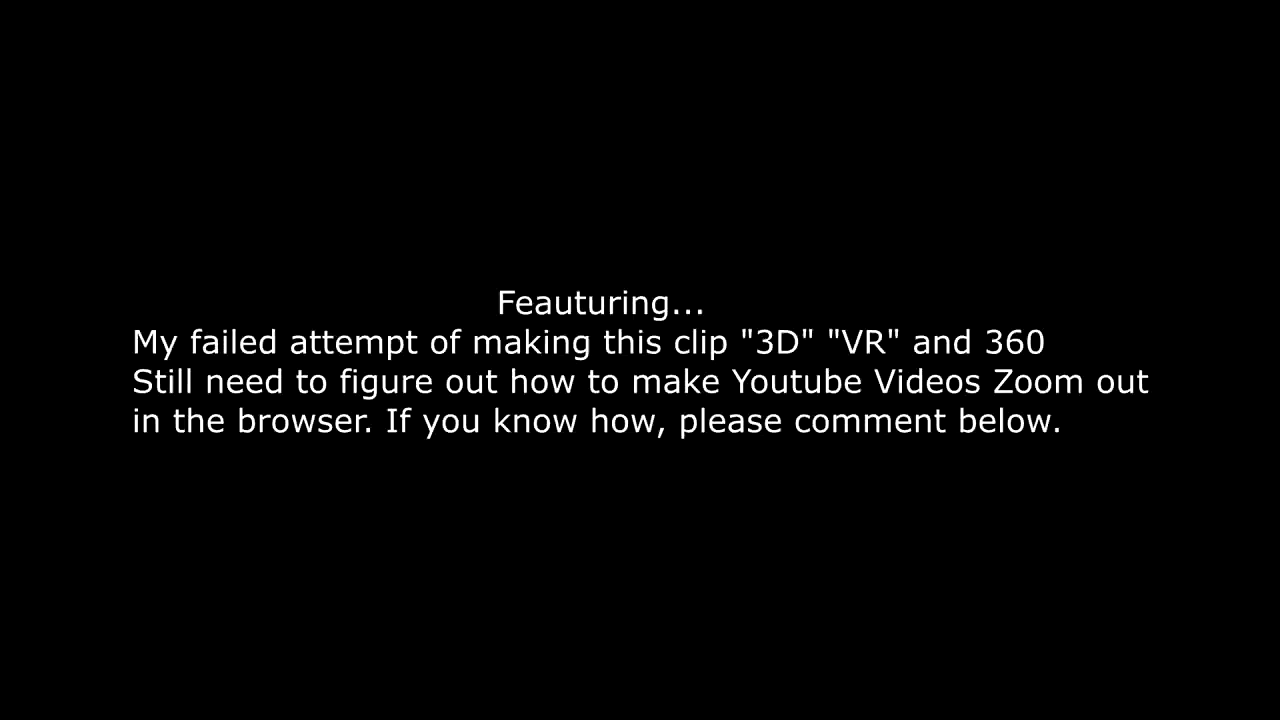 Feauturing...
My failed attempt of making this clip "3D" "VR" and 360
Still need to figure out how to make Youtube Videos Zoom out
in the browser. If you know how, please comment below.